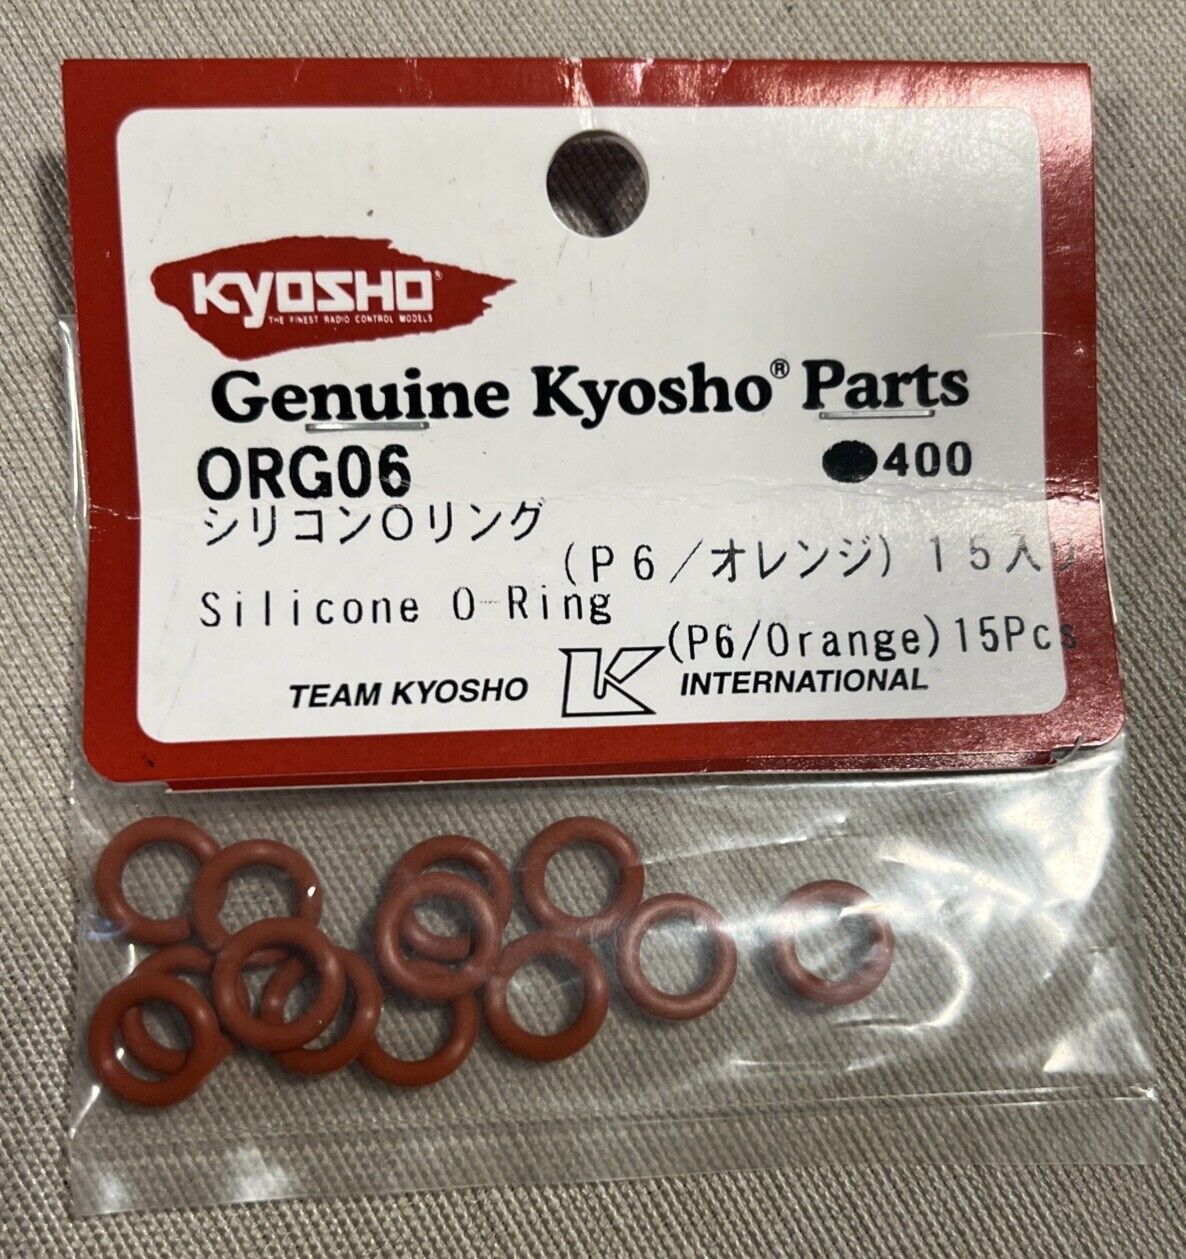 KYOSHO®
THE FINEST RADIO CONTROL MODELS
Genuine Kyosho® Parts
ORG06 ●400
シリコンOリング
(P6/オレンジ) 15入り
Silicone O-Ring
(P6/Orange)15Pcs
TEAM KYOSHO K INTERNATIONAL